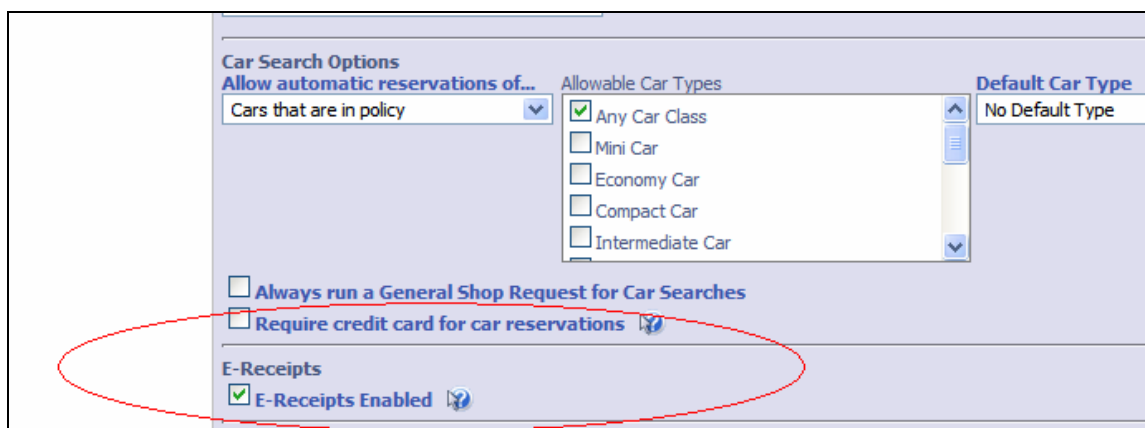 Car Search Options
Allow automatic reservations of... Allowable Car Types Default Car Type
Cars that are in policy Any Car Class No Default Type
Mini Car
Economy Car
Compact Car
Intermediate Car
Always run a General Shop Request for Car Searches
Require credit card for car reservations
E-Receipts
E-Receipts Enabled